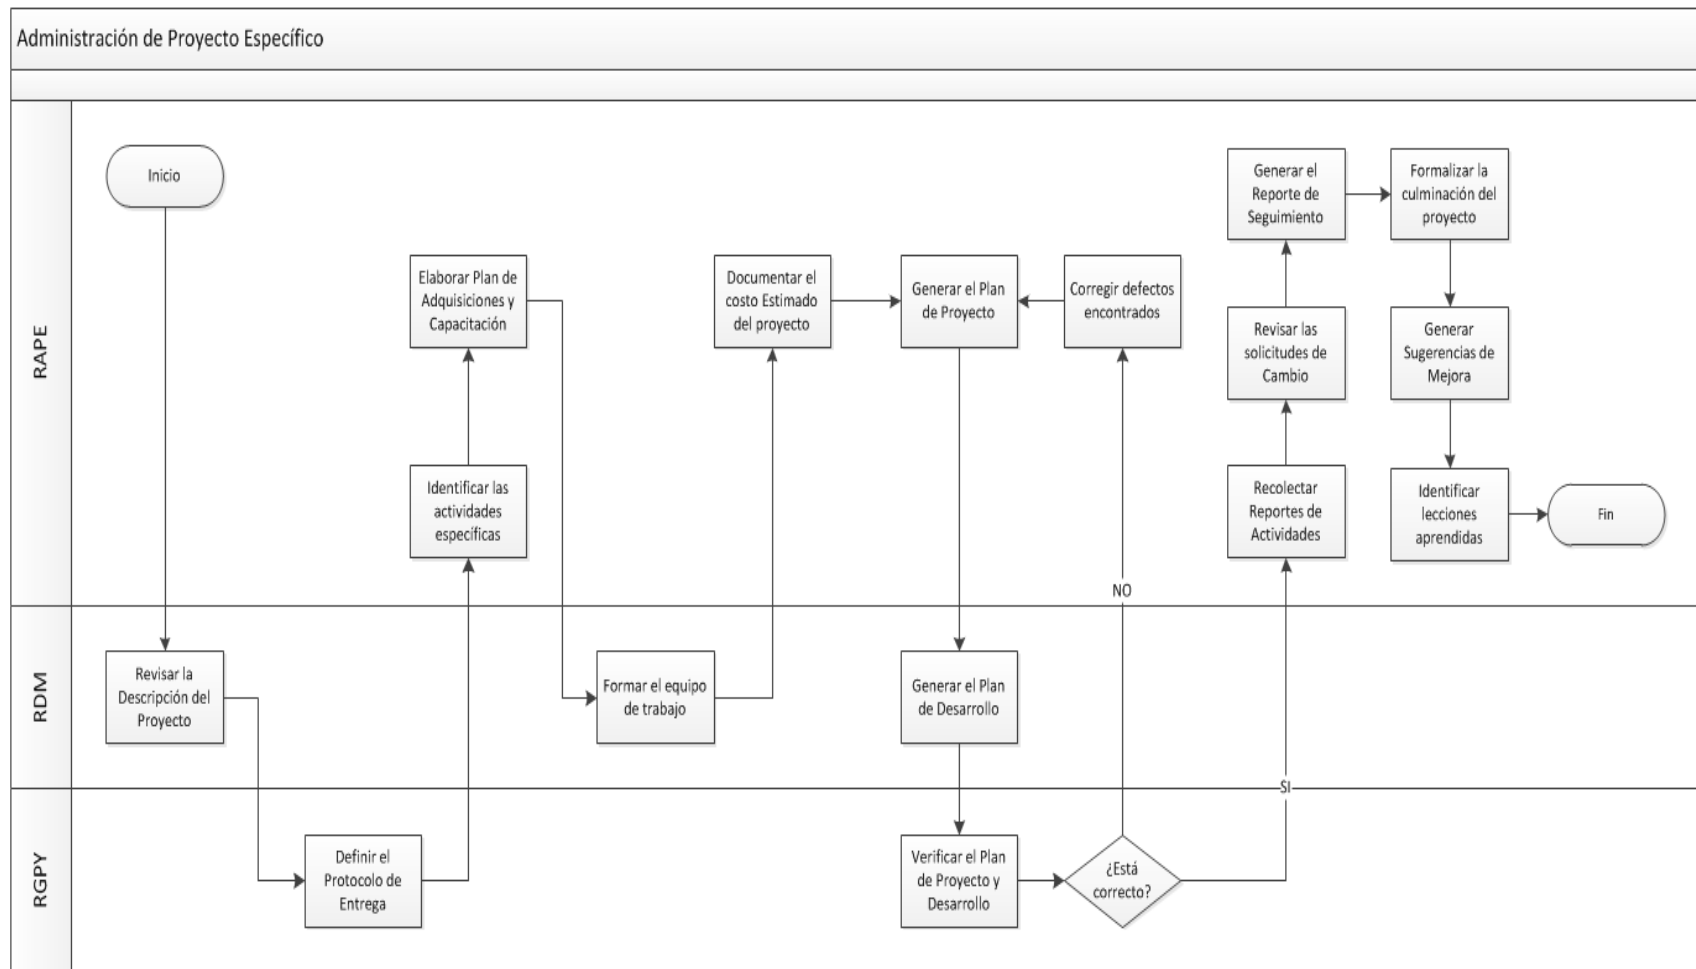 Administración de Proyecto Específico
RAPE
Inicio
Elaborar Plan de
Adquisiciones y
Capacitación
Identificar las
actividades
específicas
Documentar el
costo Estimado
del proyecto
Generar el Plan
de Proyecto
Corregir defectos
encontrados
NO
Generar el
Reporte de
Seguimiento
Revisar las
solicitudes de
Cambio
Recolectar
Reportes de
Actividades
Formalizar la
culminación del
proyecto
Generar
Sugerencias de
Mejora
Identificar
lecciones
aprendidas
Fin
RDM
Revisar la
Descripción del
Proyecto
Formar el equipo
de trabajo
Generar el Plan
de Desarrollo
SI
RGPY
Definir el
Protocolo de
Entrega
Verificar el Plan
de Proyecto y
Desarrollo
¿Está
correcto?